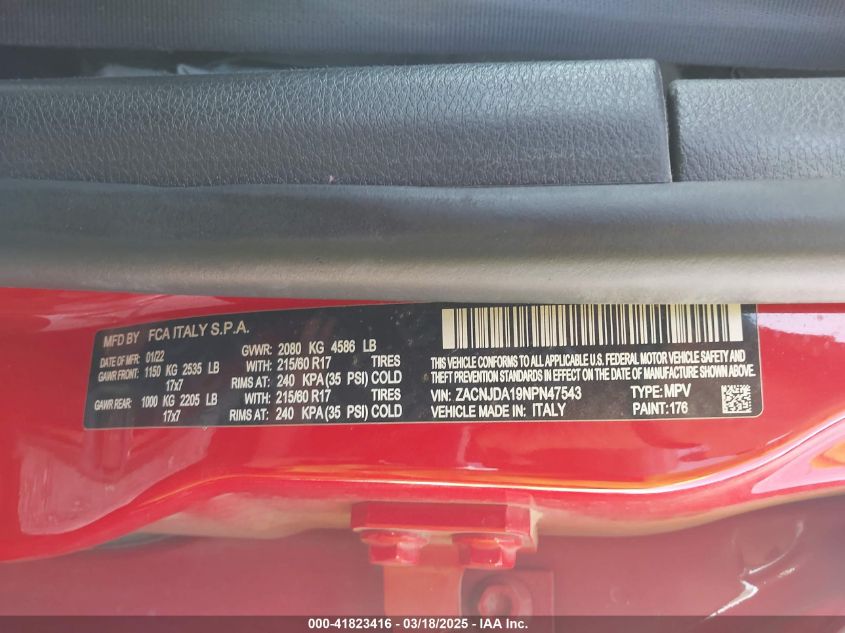 MFD BY FCA ITALY S.P.A.
DATE OF MFR: 01/22 GVWR: 2080 KG 4586 LB
GAWR FRONT: 1150 KG 2535 LB WITH: 215/60 R17 TIRES
17x7 RIMS AT: 240 KPA (35 PSI) COLD
GAWR REAR: 1000 KG 2205 LB WITH: 215/60 R17 TIRES
17x7 RIMS AT: 240 KPA (35 PSI) COLD
THIS VEHICLE CONFORMS TO ALL APPLICABLE U.S. FEDERAL MOTOR VEHICLE SAFETY AND
THEFT PREVENTION STANDARDS IN EFFECT ON THE DATE OF MANUFACTURE SHOWN ABOVE.
VIN: ZACNJDA19NPN47543 TYPE: MPV
VEHICLE MADE IN: ITALY PAINT: 176
000-41823416 - 03/18/2025 - IAA Inc.